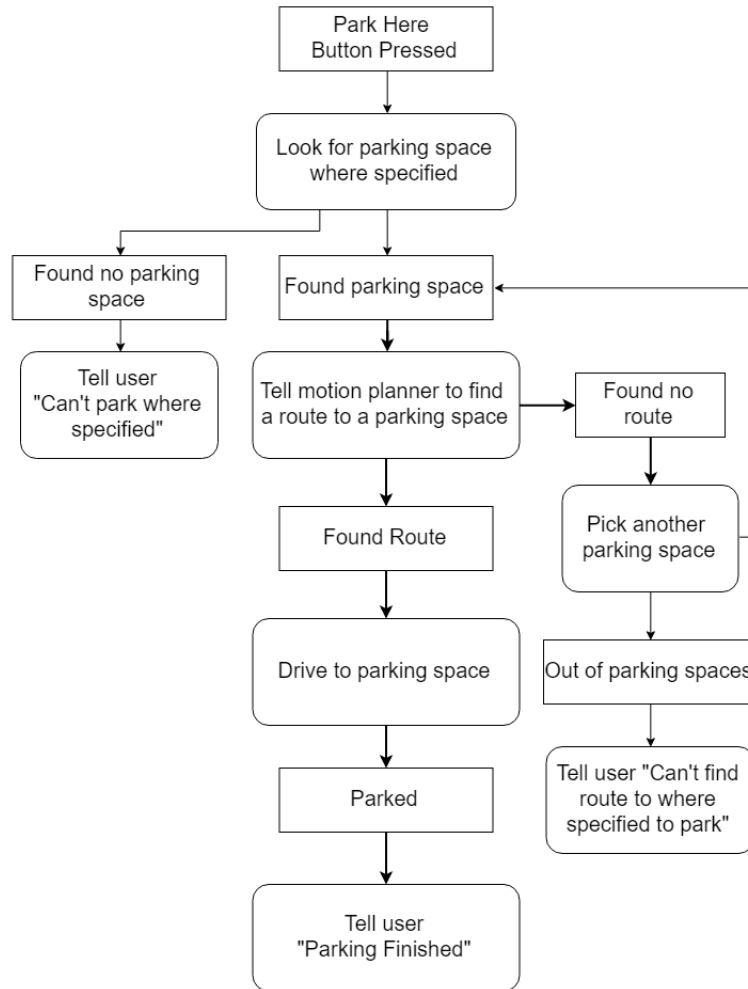 Park Here
Button Pressed
Look for parking space
where specified
Found no parking
space
Found parking space
Tell user
"Can't park where
specified"
Tell motion planner to find
a route to a parking space
Found no
route
Found Route
Pick another
parking space
Drive to parking space
Out of parking spaces
Parked
Tell user "Can't find
route to where
specified to park"
Tell user
"Parking Finished"